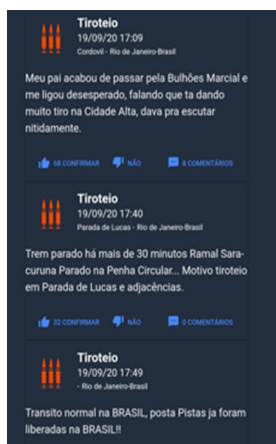 Tiroteio
19/09/20 17:09
Cordovil - Rio de Janeiro-Brasil
Meu pai acabou de passar pela Bulhões Marcial e
me ligou desesperado, falando que ta dando
muito tiro na Cidade Alta, dava pra escutar
nitidamente.
68 CONFIRMAR NÃO 8 COMENTÁRIOS
Tiroteio
19/09/20 17:40
Parada de Lucas - Rio de Janeiro-Brasil
Trem parado há mais de 30 minutos Ramal Sara-
curuna Parado na Penha Circular... Motivo tiroteio
em Parada de Lucas e adjacências.
32 CONFIRMAR NÃO 0 COMENTÁRIOS
Tiroteio
19/09/20 17:49
- Rio de Janeiro-Brasil
Transito normal na BRASIL, posta Pistas ja foram
liberadas na BRASIL!!